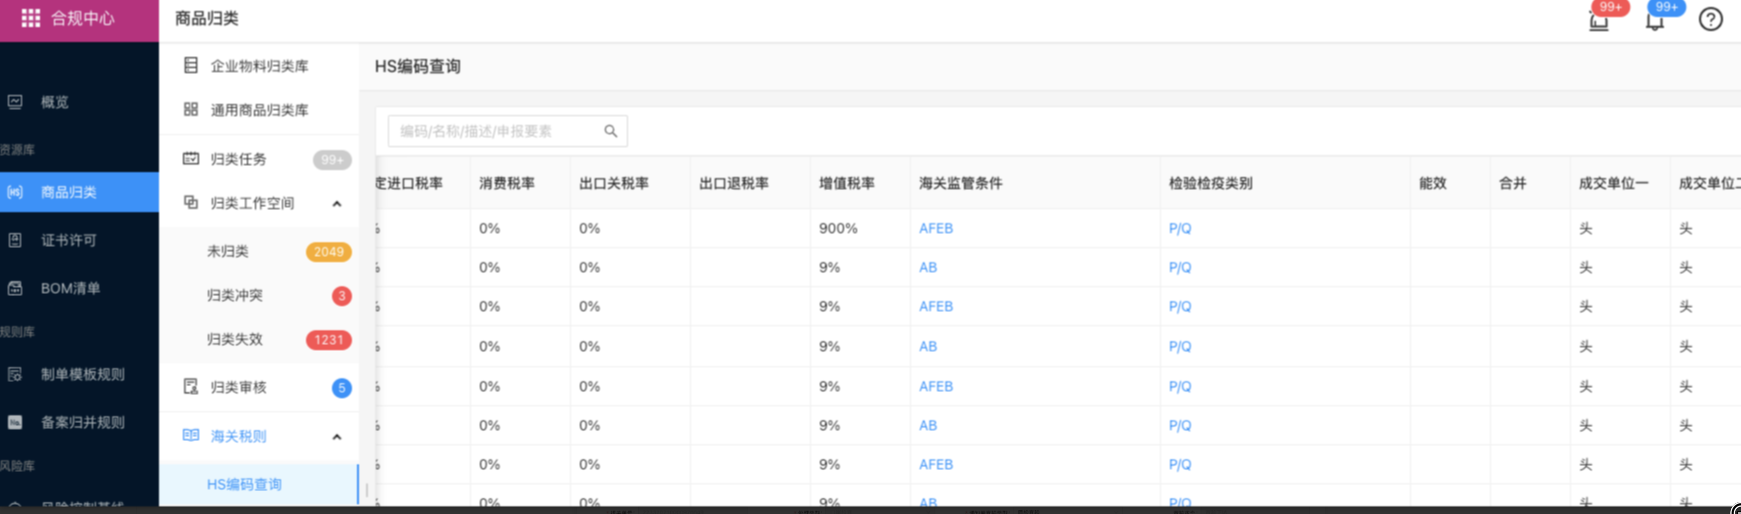 合规中心
商品归类
99+
99+
概览
资源库
商品归类
证书许可
BOM清单
规则库
制单模板规则
备案归并规则
风险库
企业物料归类库
通用商品归类库
归类任务 99+
归类工作空间
未归类 2049
归类冲突 3
归类失效 1231
归类审核 5
海关税则
HS编码查询
HS编码查询
编码/名称/描述/申报要素
定进口税率 消费税率 出口关税率 出口退税率 增值税率 海关监管条件 检验检疫类别 能效 合并 成交单位一 成交单位二
% 0% 0% 900% AFEB P/Q 头 头
% 0% 0% 9% AB P/Q 头 头
% 0% 0% 9% AFEB P/Q 头 头
% 0% 0% 9% AB P/Q 头 头
% 0% 0% 9% AFEB P/Q 头 头
% 0% 0% 9% AB P/Q 头 头
% 0% 0% 9% AFEB P/Q 头 头
% 0% 0% 9% AB P/Q 头 头